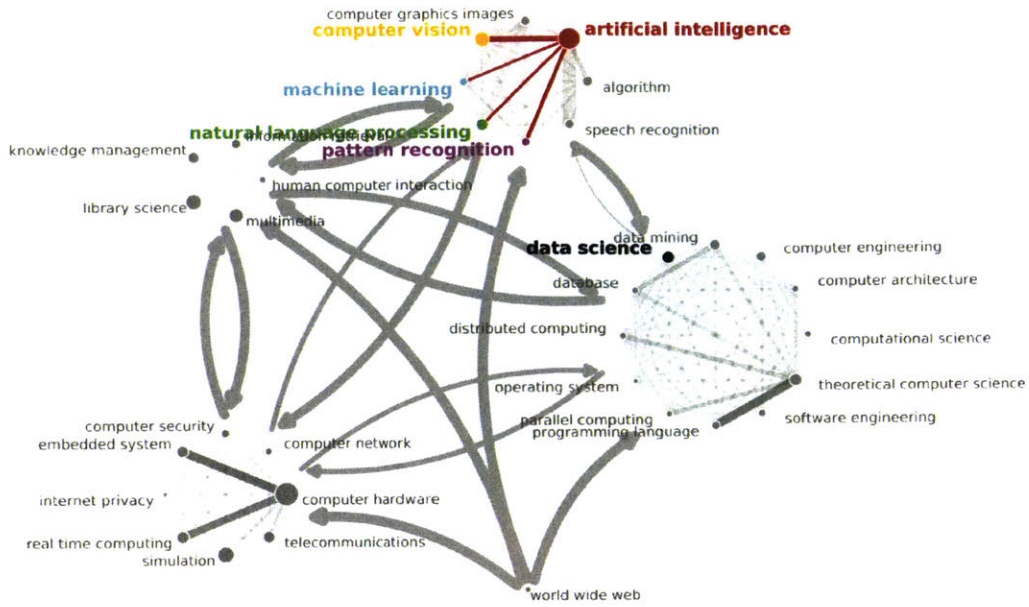 computer graphics images
computer vision
artificial intelligence
machine learning
algorithm
natural language processing
information retrieval
speech recognition
knowledge management
pattern recognition
human computer interaction
library science
multimedia
data mining
data science
computer engineering
database
computer architecture
distributed computing
computational science
operating system
theoretical computer science
parallel computing
software engineering
programming language
computer security
embedded system
computer network
internet privacy
computer hardware
real time computing
telecommunications
simulation
world wide web